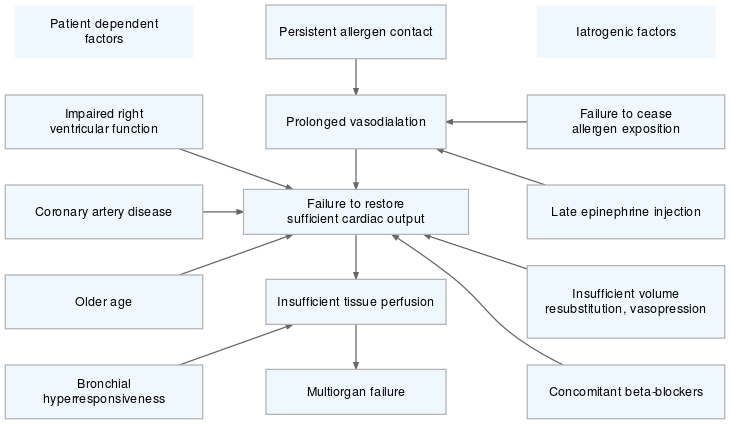 Patient dependent
factors
Persistent allergen contact
Iatrogenic factors
Impaired right
ventricular function
Prolonged vasodialation
Failure to cease
allergen exposition
Coronary artery disease
Failure to restore
sufficient cardiac output
Late epinephrine injection
Older age
Insufficient tissue perfusion
Insufficient volume
resubstitution, vasopression
Bronchial
hyperresponsiveness
Multiorgan failure
Concomitant beta-blockers